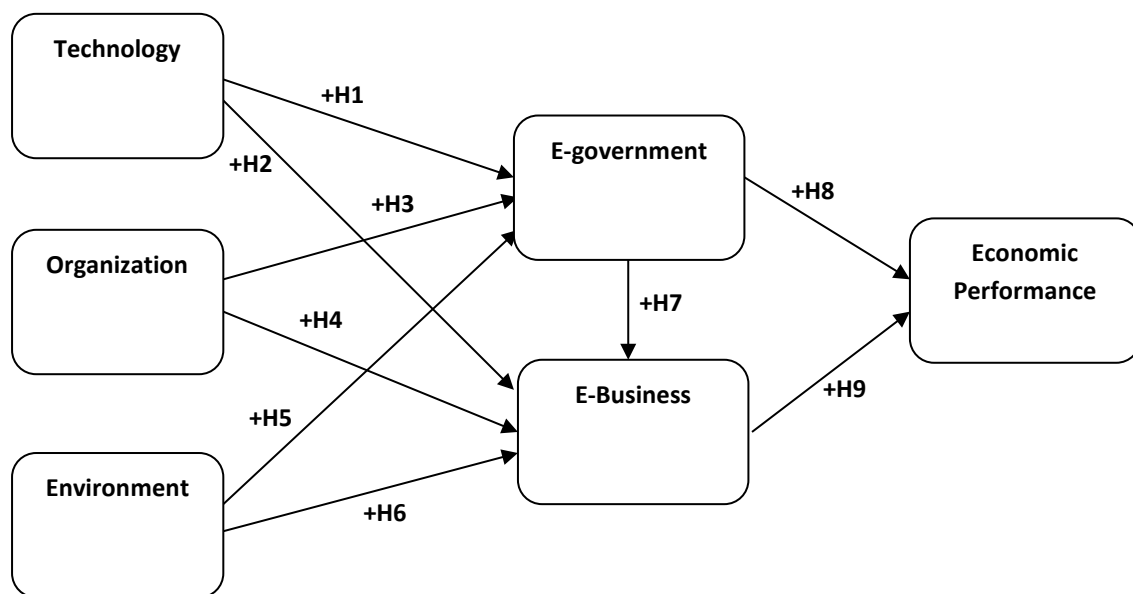 Technology
+H1
E-government
+H2
+H8
+H3
Organization
Economic
Performance
+H4
+H7
E-Business
+H9
+H5
Environment
+H6